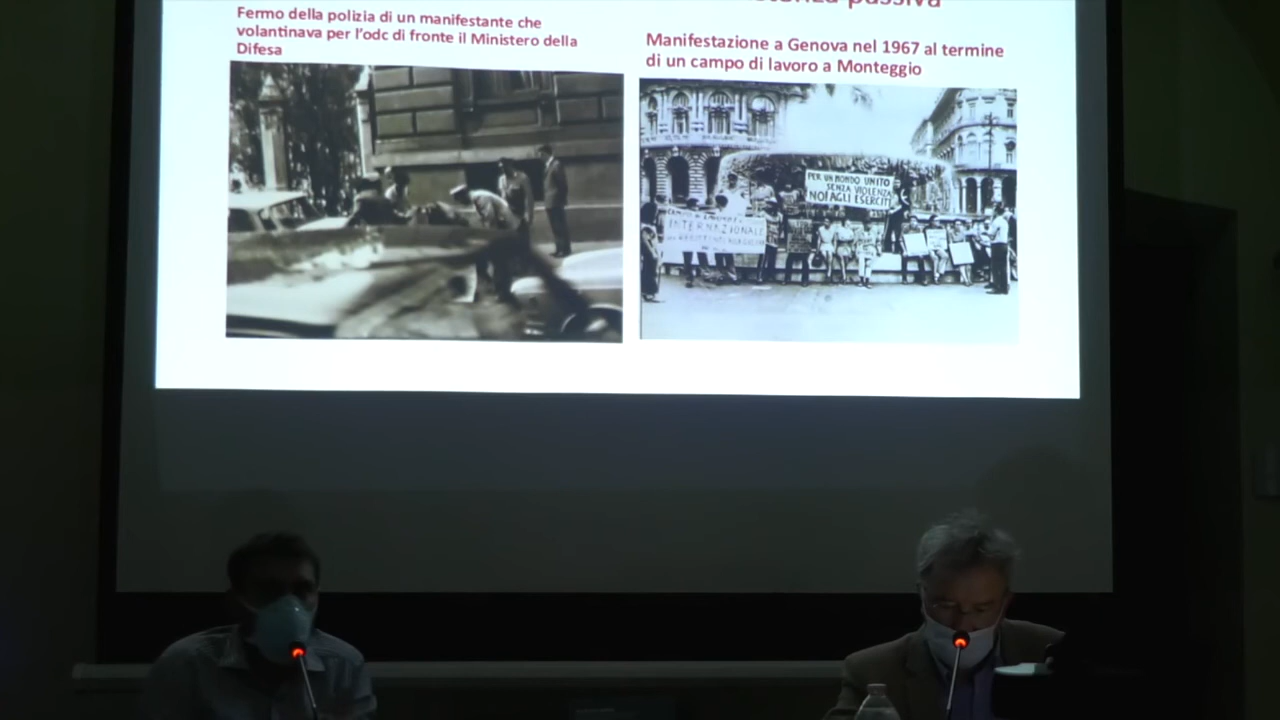 passiva
Fermo della polizia di un manifestante che
volantinava per l'odc di fronte il Ministero della
Difesa
Manifestazione a Genova nel 1967 al termine
di un campo di lavoro a Monteggio
PER UN MONDO UNITO
SENZA VIOLENZA
NO! AGLI ESERCITI
INTERNAZIONALE